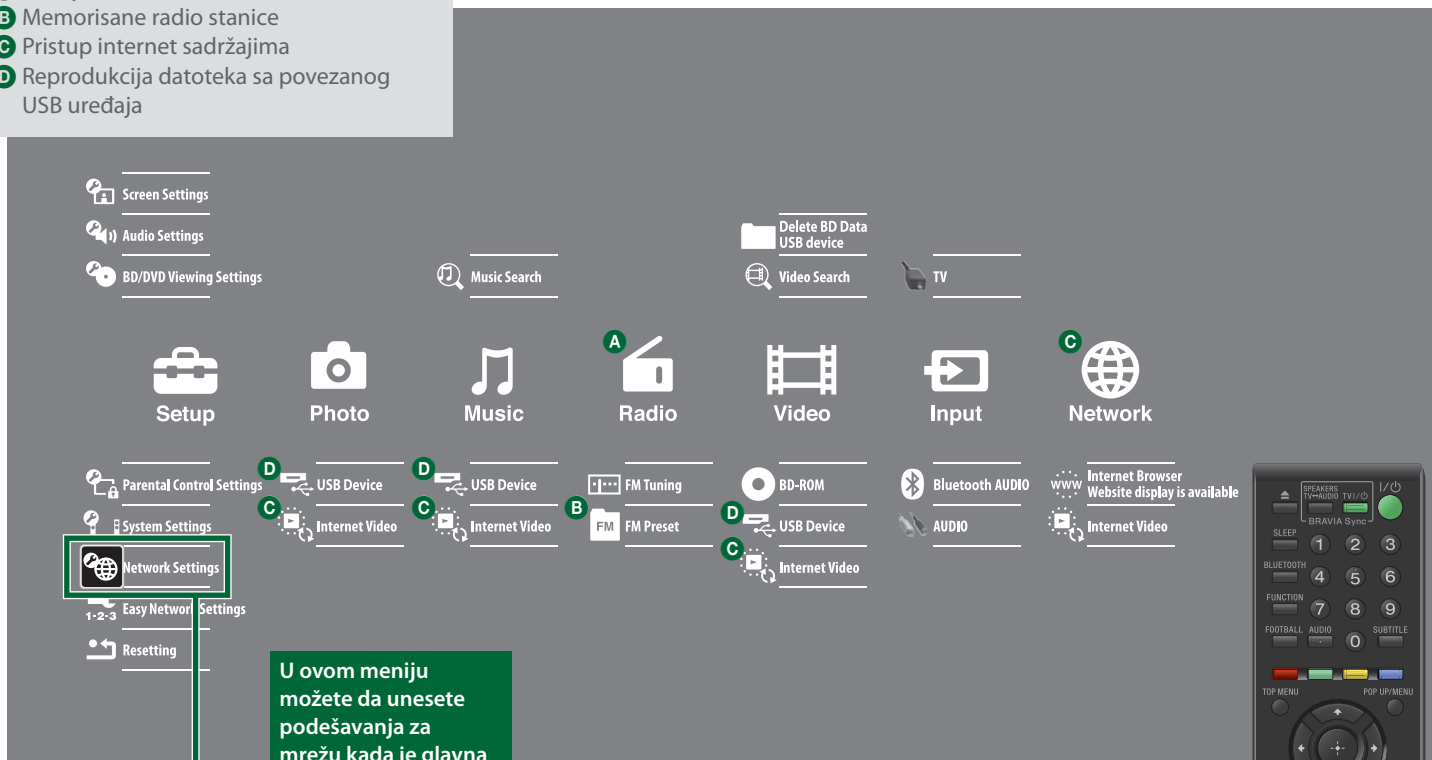 B Memorisane radio stanice
C Pristup internet sadržajima
D Reprodukcija datoteka sa povezanog
USB uređaja
Screen Settings
Audio Settings
BD/DVD Viewing Settings
Music Search
Delete BD Data
USB device
Video Search
TV
A
C
Setup
Photo
Music
Radio
Video
Input
Network
Parental Control Settings
System Settings
Network Settings
1-2-3 Easy Network Settings
Resetting
D USB Device
C Internet Video
D USB Device
C Internet Video
FM Tuning
B FM FM Preset
BD-ROM
D USB Device
C Internet Video
Bluetooth AUDIO
AUDIO
www Internet Browser
Website display is available
Internet Video
U ovom meniju
možete da unesete
podešavanja za
mrežu kada je glavna
SPEAKERS
TV↔AUDIO TV I/⏻ I/⏻
BRAVIA Sync
SLEEP
1 2 3
BLUETOOTH
4 5 6
FUNCTION
7 8 9
FOOTBALL AUDIO 0 SUBTITLE
TOP MENU POP UP/MENU